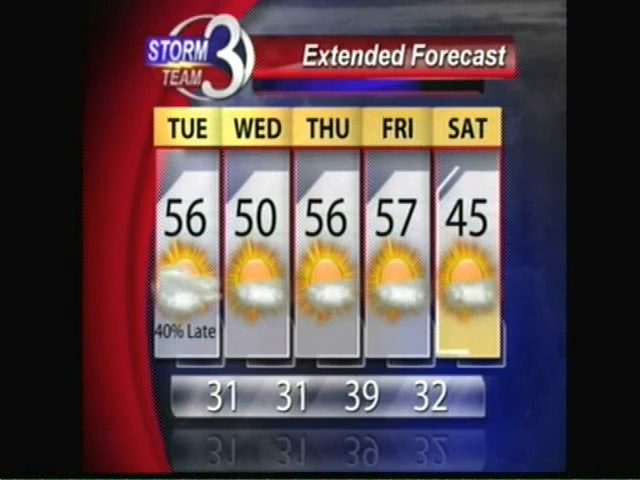 STORM 3
TEAM
Extended Forecast
TUE WED THU FRI SAT
56 50 56 57 45
40% Late
31 31 39 32